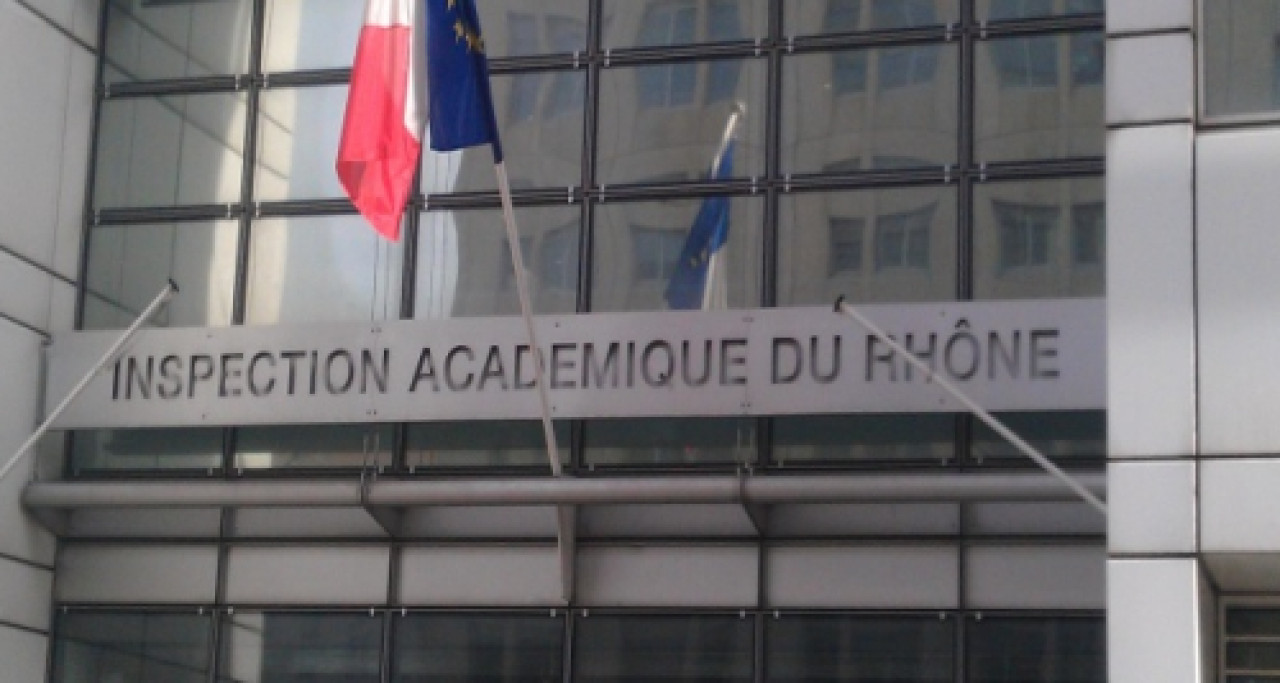 INSPECTION ACADEMIQUE DU RHÔNE